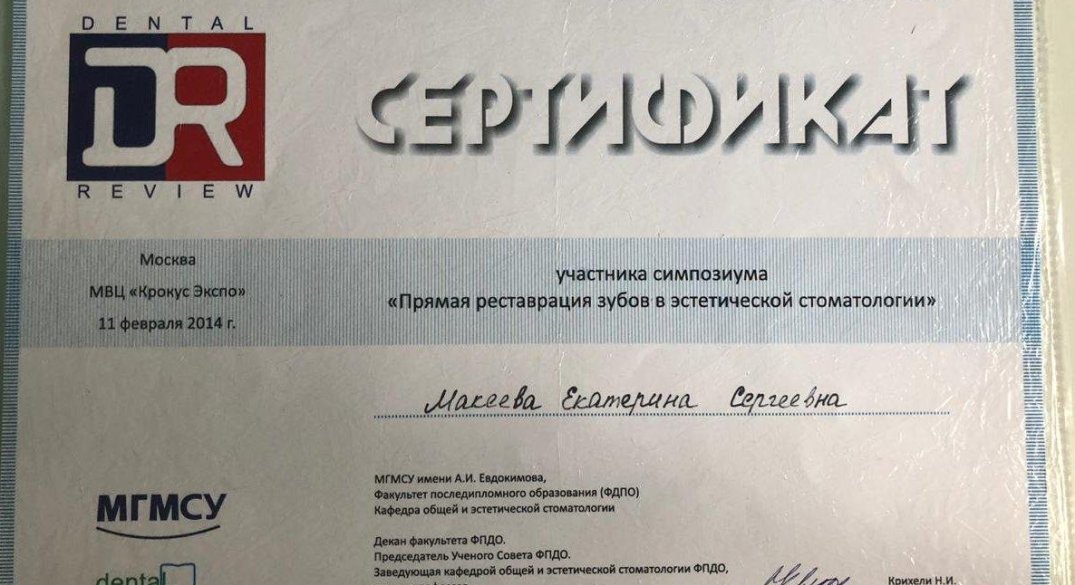 DENTAL
DR
REVIEW
СЕРТИФИКАТ
Москва
МВЦ «Крокус Экспо»
11 февраля 2014 г.
участника симпозиума
«Прямая реставрация зубов в эстетической стоматологии»
Макеева Екатерина Сергеевна
МГМСУ
dental
МГМСУ имени А.И. Евдокимова,
Факультет последипломного образования (ФДПО)
Кафедра общей и эстетической стоматологии
Декан факультета ФПДО.
Председатель Ученого Совета ФПДО.
Заведующая кафедрой общей и эстетической стоматологии ФПДО,
Крихели Н.И.